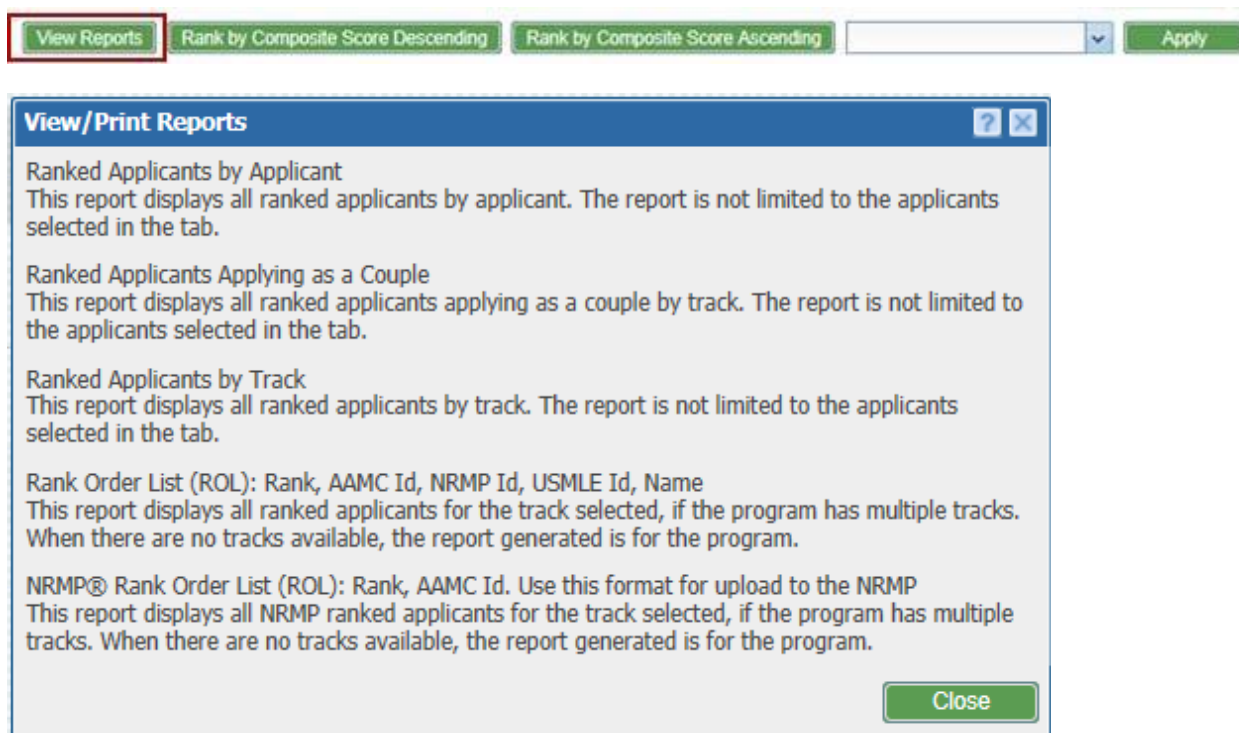 View Reports Rank by Composite Score Descending Rank by Composite Score Ascending Apply
View/Print Reports ?
Ranked Applicants by Applicant
This report displays all ranked applicants by applicant. The report is not limited to the applicants
selected in the tab.
Ranked Applicants Applying as a Couple
This report displays all ranked applicants applying as a couple by track. The report is not limited to
the applicants selected in the tab.
Ranked Applicants by Track
This report displays all ranked applicants by track. The report is not limited to the applicants
selected in the tab.
Rank Order List (ROL): Rank, AAMC Id, NRMP Id, USMLE Id, Name
This report displays all ranked applicants for the track selected, if the program has multiple tracks.
When there are no tracks available, the report generated is for the program.
NRMP® Rank Order List (ROL): Rank, AAMC Id. Use this format for upload to the NRMP
This report displays all NRMP ranked applicants for the track selected, if the program has multiple
tracks. When there are no tracks available, the report generated is for the program.
Close